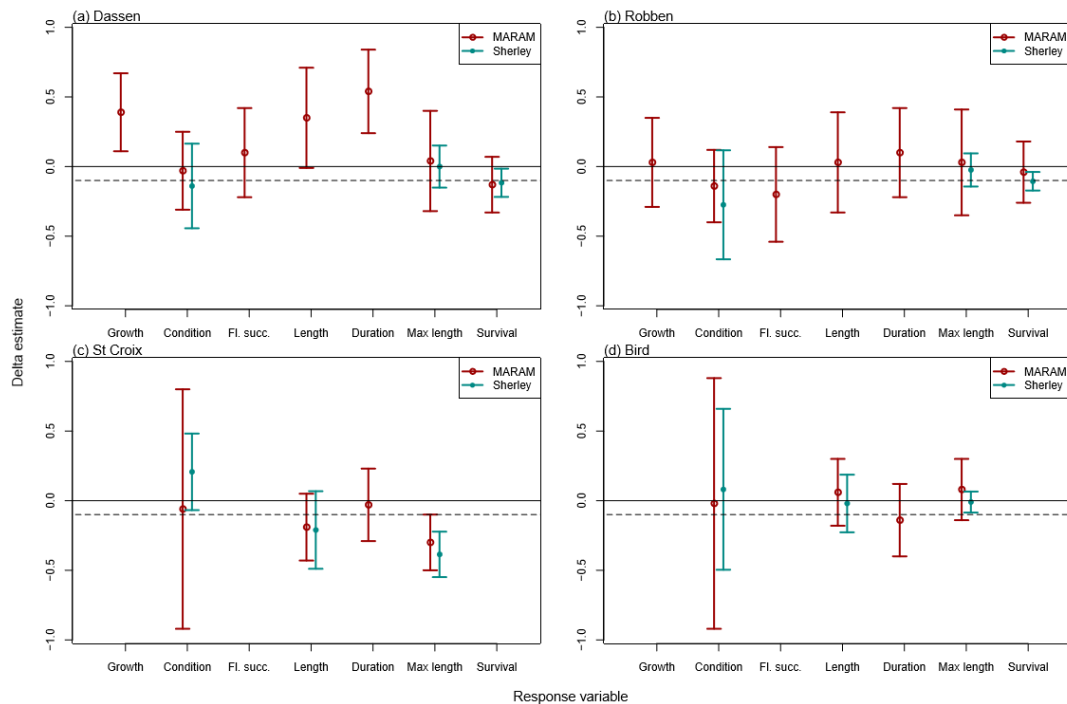 (a) Dassen
MARAM
Sherley
1.0
0.5
0.0
−0.5
−1.0
Growth Condition Fl. succ. Length Duration Max length Survival
(b) Robben
MARAM
Sherley
1.0
0.5
0.0
−0.5
−1.0
Growth Condition Fl. succ. Length Duration Max length Survival
Delta estimate
(c) St Croix
MARAM
Sherley
1.0
0.5
0.0
−0.5
−1.0
Growth Condition Fl. succ. Length Duration Max length Survival
(d) Bird
MARAM
Sherley
1.0
0.5
0.0
−0.5
−1.0
Growth Condition Fl. succ. Length Duration Max length Survival
Response variable